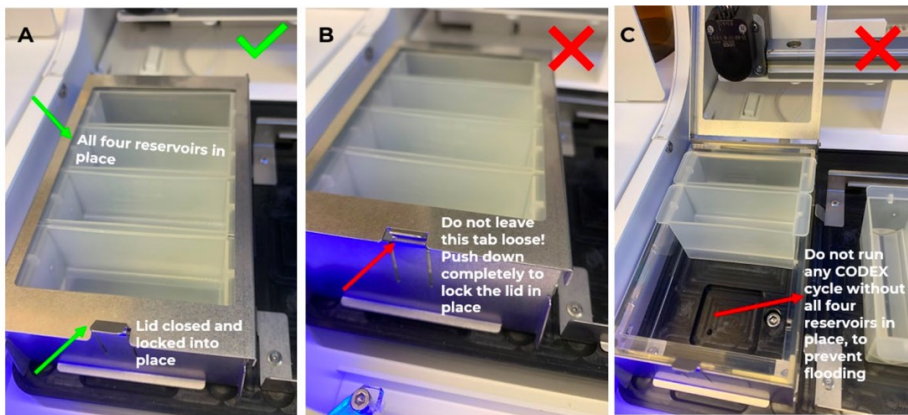 A
All four reservoirs in
place
Lid closed and
locked into
place
B
Do not leave
this tab loose!
Push down
completely to
lock the lid in
place
C
Do not run
any CODEX
cycle without
all four
reservoirs in
place, to
prevent
flooding